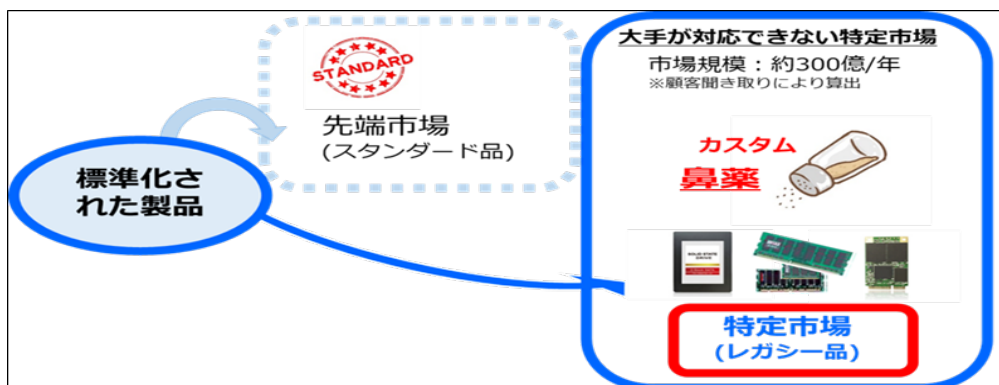 大手が対応できない特定市場
市場規模：約300億/年
※顧客聞き取りにより算出
STANDARD
先端市場
(スタンダード品)
カスタム
鼻薬
標準化さ
れた製品
SOLID STATE
DRIVE
特定市場
(レガシー品)